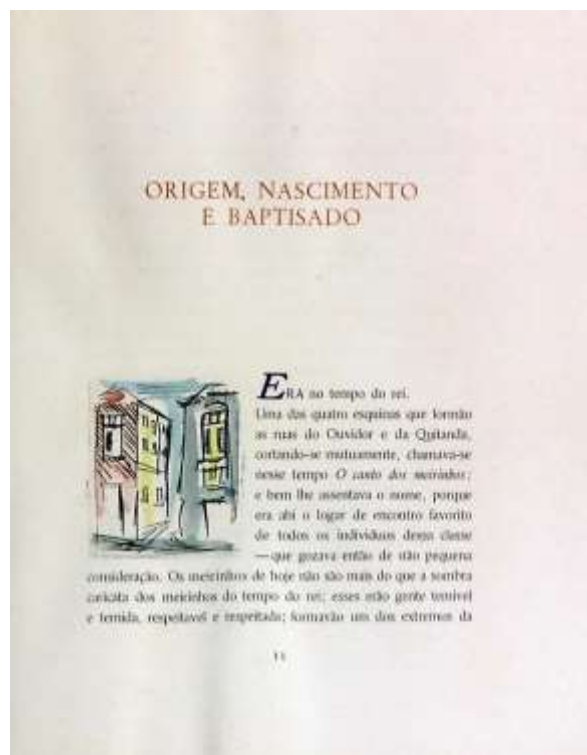 ORIGEM, NASCIMENTO
E BAPTISADO
ERA no tempo do rei.
Uma das quatro esquinas que formão
as ruas do Ouvidor e da Quitanda,
cortando-se mutuamente, chamava-se
nesse tempo O canto dos meirinhos;
e bem lhe assentava o nome, porque
era ahi o logar de encontro favorito
de todos os individuos dessa classe
—que gozava então de não pequena
consideração. Os meirinhos de hoje não são mais do que a sombra
caricata dos meirinhos do tempo do rei; esses erão gente temivel
e temida, respeitavel e respeitada; formavão um dos extremos da